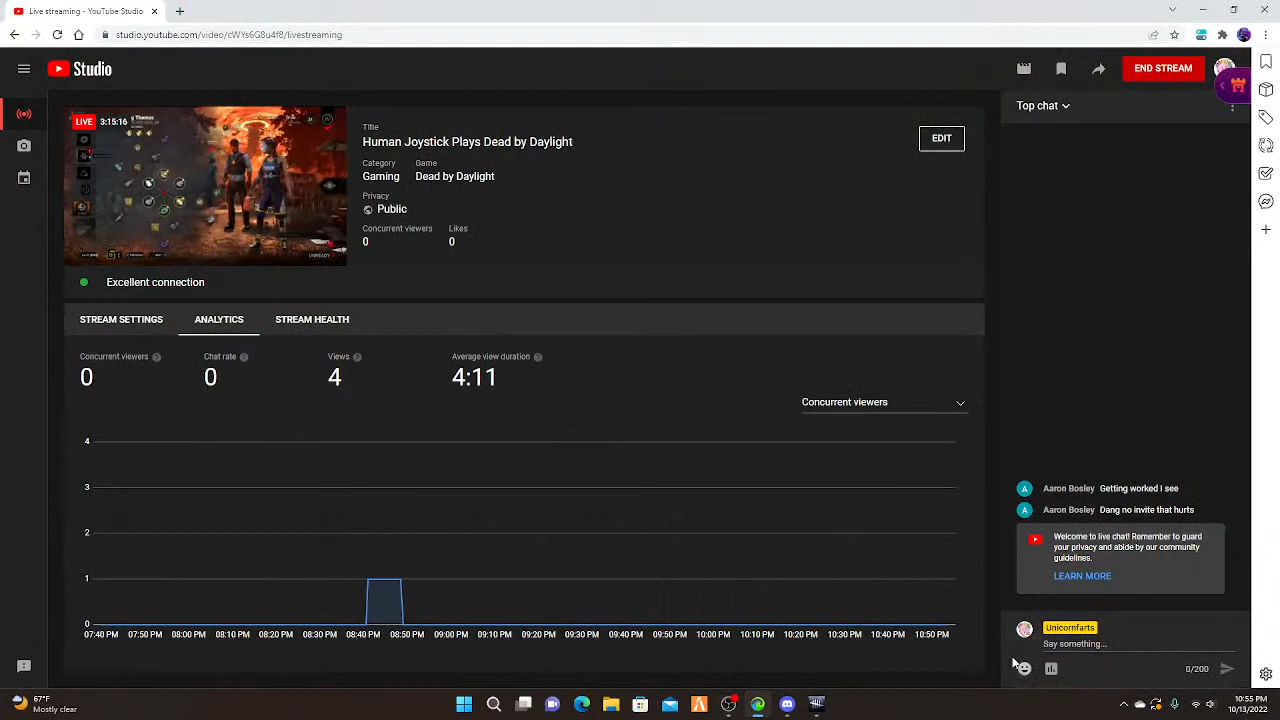 Live streaming - YouTube Studio
studio.youtube.com/video/cWYs6G8u4f8/livestreaming
Studio
END STREAM
LIVE 3:15:16
g Thomas
UNREADY
Title
Human Joystick Plays Dead by Daylight
EDIT
Category Game
Gaming Dead by Daylight
Privacy
Public
Concurrent viewers Likes
0 0
Excellent connection
STREAM SETTINGS ANALYTICS STREAM HEALTH
Concurrent viewers Chat rate Views Average view duration
0 0 4 4:11
Concurrent viewers
4
3
2
1
0
07:40 PM 07:50 PM 08:00 PM 08:10 PM 08:20 PM 08:30 PM 08:40 PM 08:50 PM 09:00 PM 09:10 PM 09:20 PM 09:30 PM 09:40 PM 09:50 PM 10:00 PM 10:10 PM 10:20 PM 10:30 PM 10:40 PM 10:50 PM
Top chat
A Aaron Bosley Getting worked I see
A Aaron Bosley Dang no invite that hurts
Welcome to live chat! Remember to guard
your privacy and abide by our community
guidelines.
LEARN MORE
Unicornfarts
Say something...
0/200
57°F
Mostly clear
10:55 PM
10/13/2022